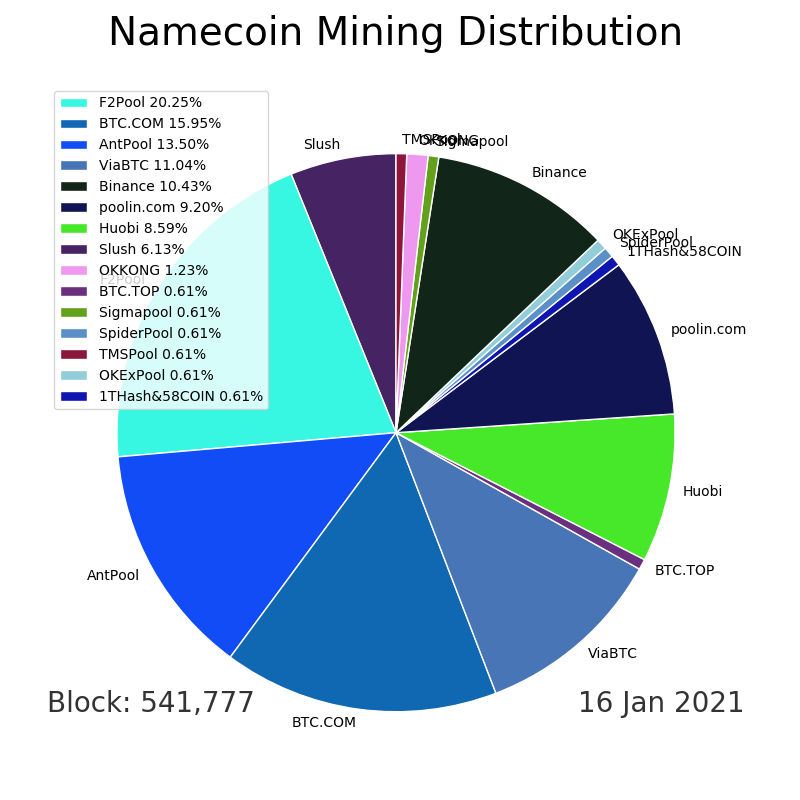 Namecoin Mining Distribution
F2Pool 20.25%
BTC.COM 15.95%
AntPool 13.50%
ViaBTC 11.04%
Binance 10.43%
poolin.com 9.20%
Huobi 8.59%
Slush 6.13%
OKKONG 1.23%
BTC.TOP 0.61%
Sigmapool 0.61%
SpiderPool 0.61%
TMSPool 0.61%
OKExPool 0.61%
1THash&58COIN 0.61%
Slush
TMSPool
OKKONG
Sigmapool
Binance
OKExPool
SpiderPool
1THash&58COIN
F2Pool
poolin.com
Huobi
AntPool
BTC.TOP
ViaBTC
BTC.COM
Block: 541,777
16 Jan 2021